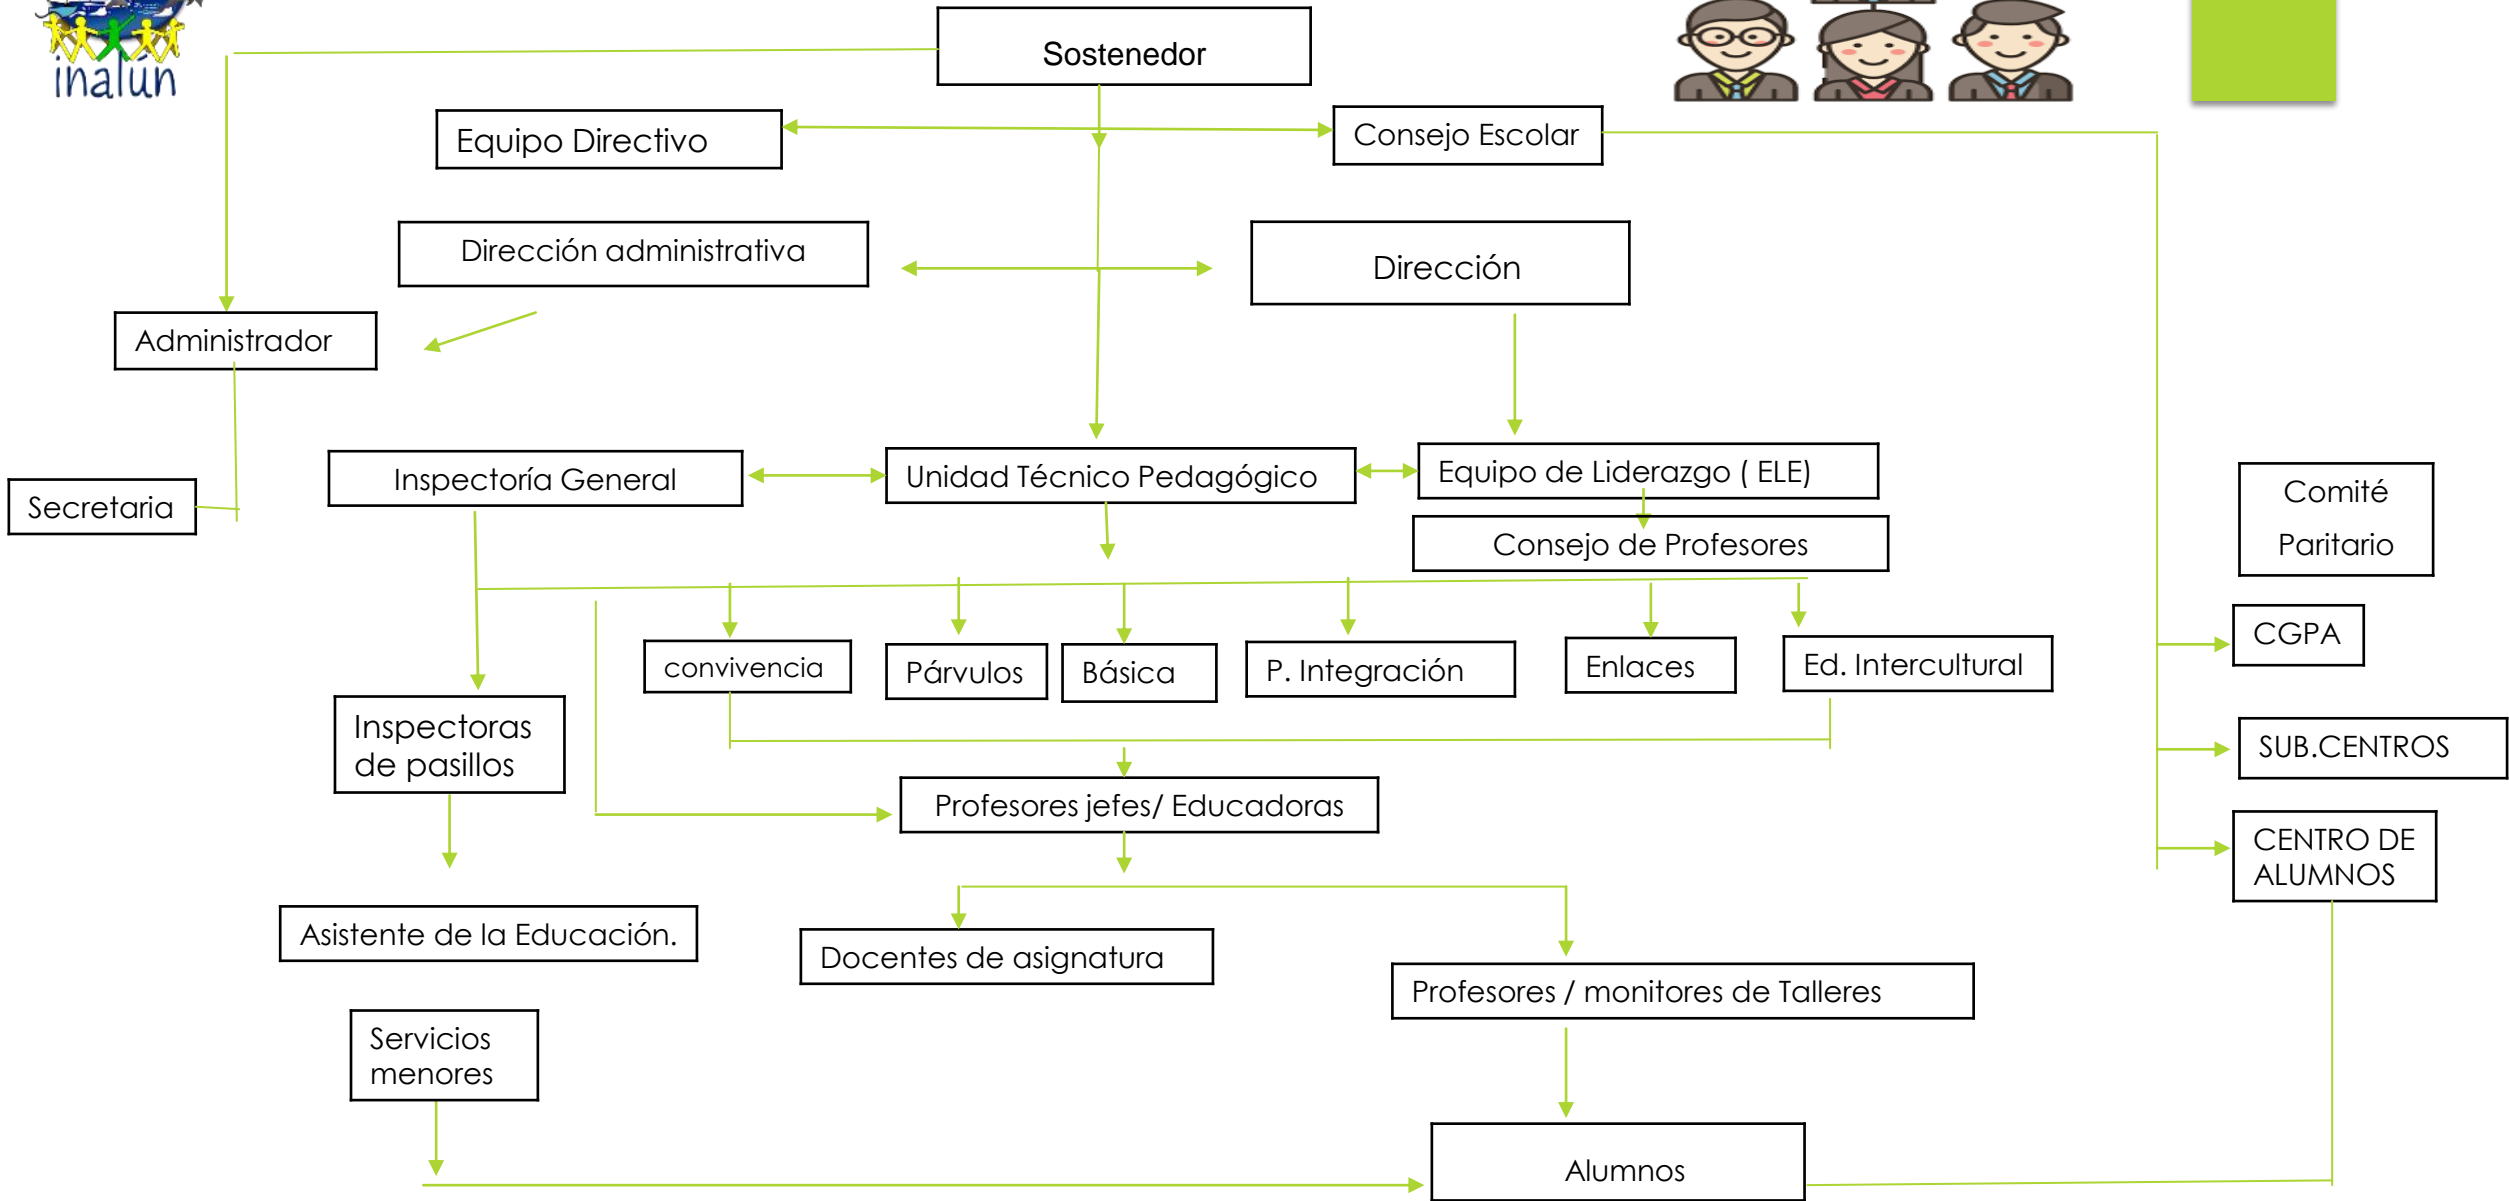 inalún
Sostenedor
Equipo Directivo
Consejo Escolar
Dirección administrativa
Dirección
Administrador
Secretaria
Inspectoría General
Unidad Técnico Pedagógico
Equipo de Liderazgo ( ELE)
Consejo de Profesores
Comité
Paritario
CGPA
convivencia
Párvulos
Básica
P. Integración
Enlaces
Ed. Intercultural
Inspectoras
de pasillos
SUB.CENTROS
Profesores jefes/ Educadoras
CENTRO DE
ALUMNOS
Asistente de la Educación.
Docentes de asignatura
Profesores / monitores de Talleres
Servicios
menores
Alumnos